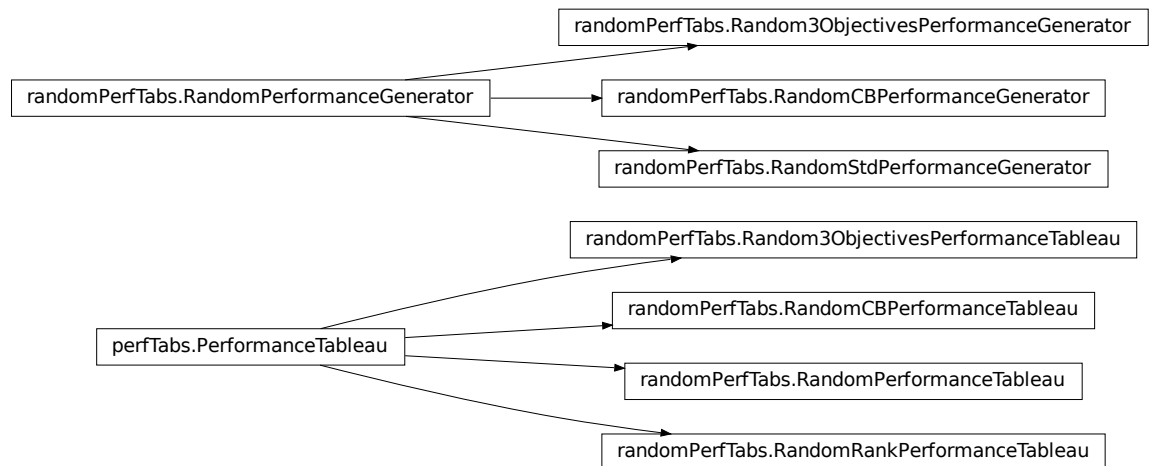 randomPerfTabs.Random3ObjectivesPerformanceGenerator
randomPerfTabs.RandomPerformanceGenerator
randomPerfTabs.RandomCBPerformanceGenerator
randomPerfTabs.RandomStdPerformanceGenerator
randomPerfTabs.Random3ObjectivesPerformanceTableau
randomPerfTabs.RandomCBPerformanceTableau
perfTabs.PerformanceTableau
randomPerfTabs.RandomPerformanceTableau
randomPerfTabs.RandomRankPerformanceTableau